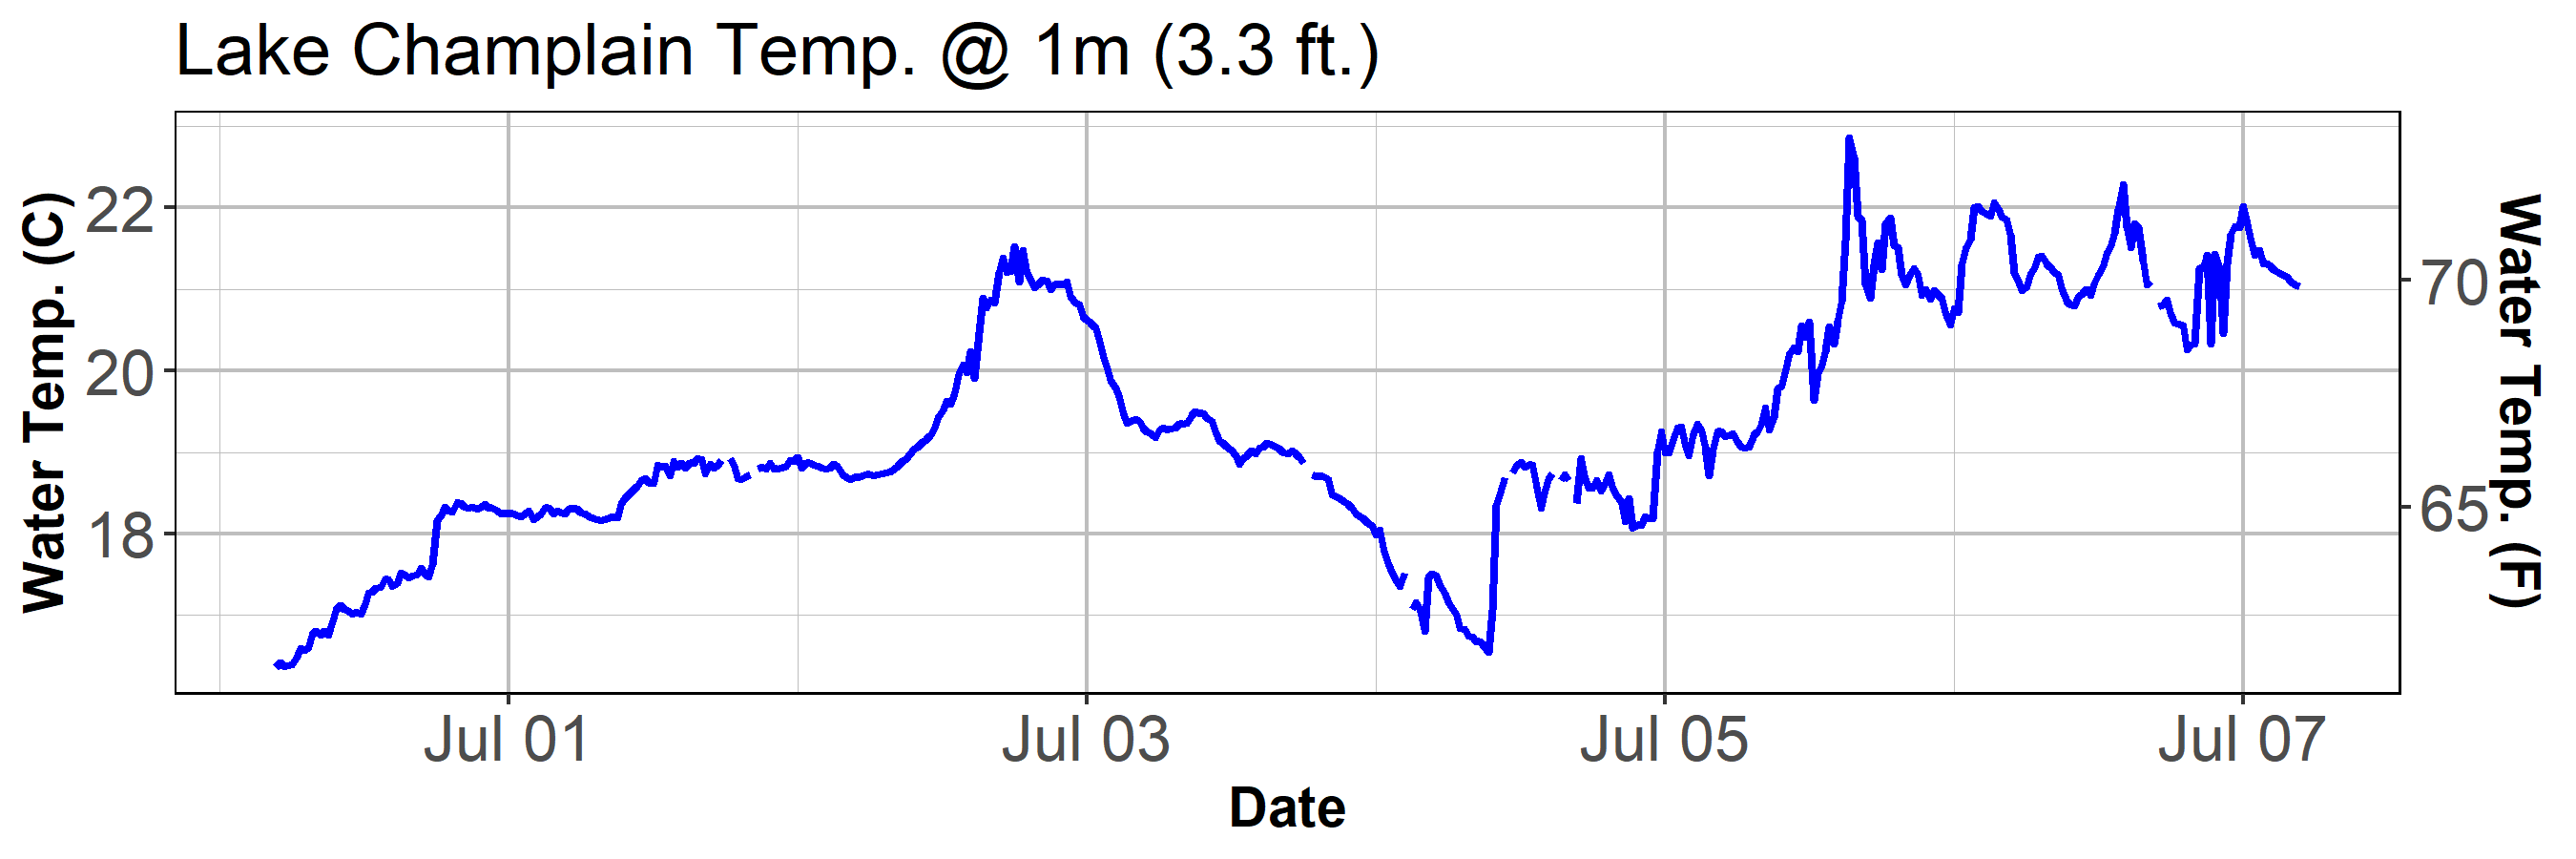 Lake Champlain Temp. @ 1m (3.3 ft.)
Water Temp. (C)
22
20
18
70
65
Water Temp. (F)
Jul 01 Jul 03 Jul 05 Jul 07
Date